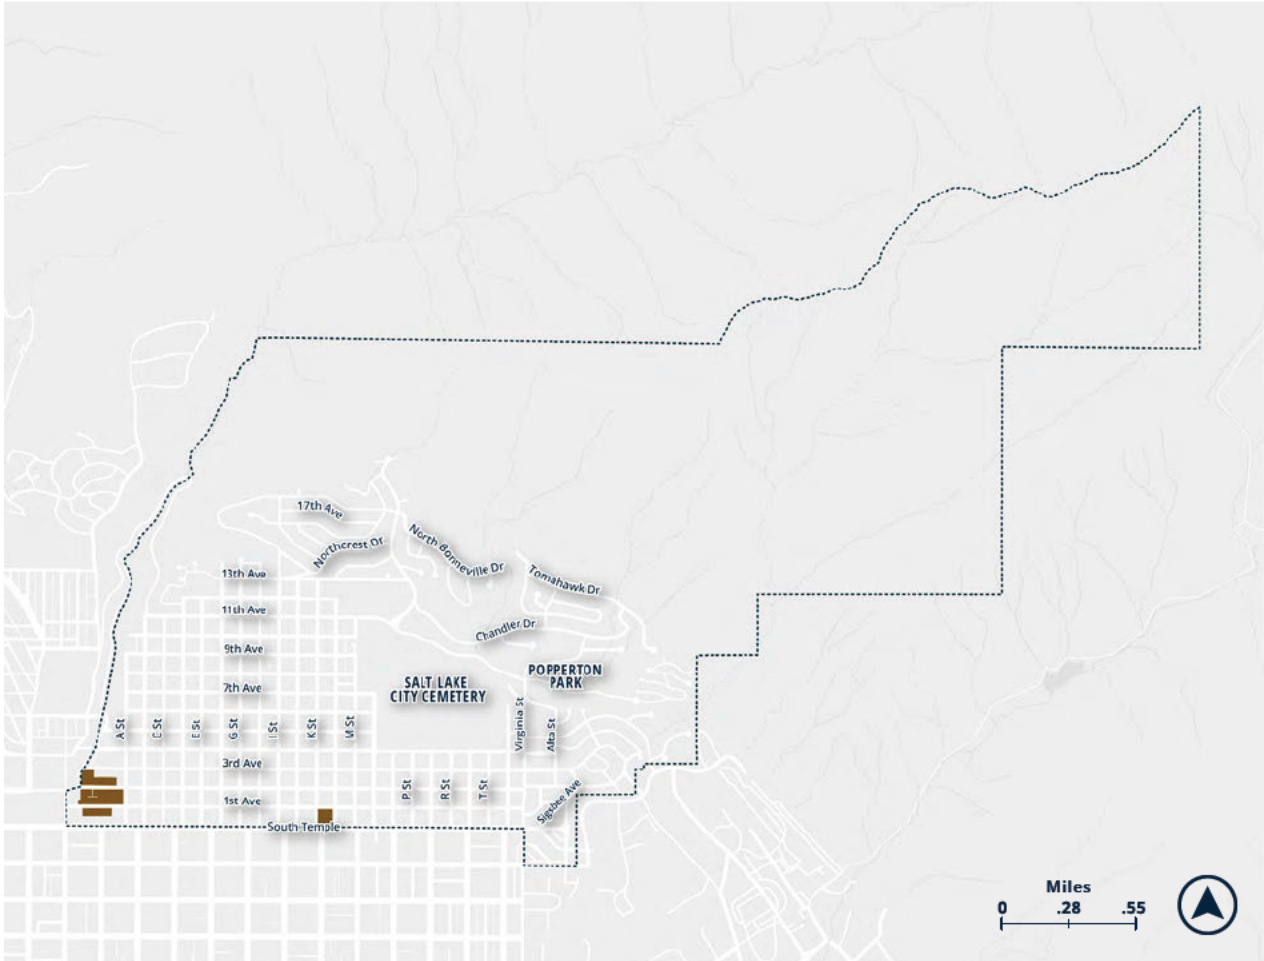 17th Ave
Northcrest Dr
North Bonneville Dr
13th Ave
Tomahawk Dr
11th Ave
Chandler Dr
9th Ave
SALT LAKE
CITY CEMETERY
POPPERTON
PARK
7th Ave
A St
C St
E St
G St
I St
K St
M St
Virginia St
Alta St
3rd Ave
P St
R St
T St
Sigsbee Ave
1st Ave
South Temple
Miles
0 .28 .55